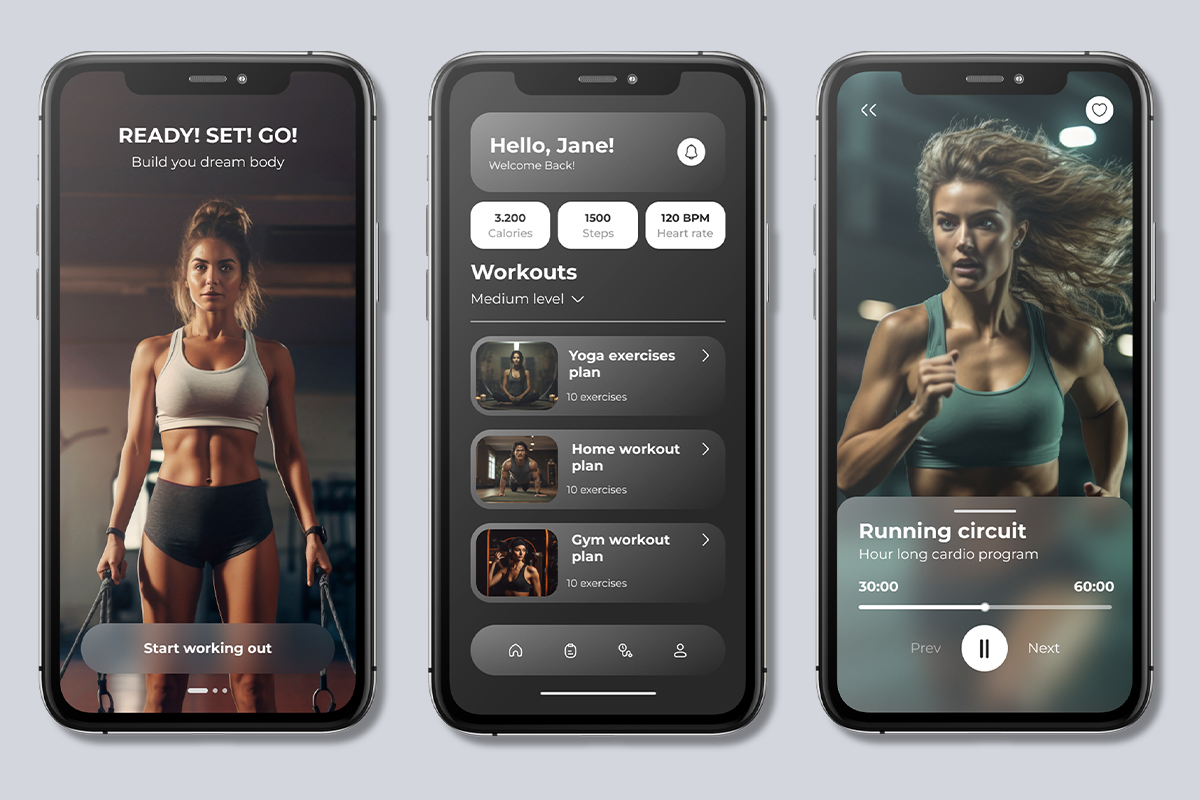 READY! SET! GO!
Build you dream body
Start working out
Hello, Jane!
Welcome Back!
3.200
Calories
1500
Steps
120 BPM
Heart rate
Workouts
Medium level
Yoga exercises
plan
10 exercises
Home workout
plan
10 exercises
Gym workout
plan
10 exercises
Running circuit
Hour long cardio program
30:00
60:00
Prev
Next